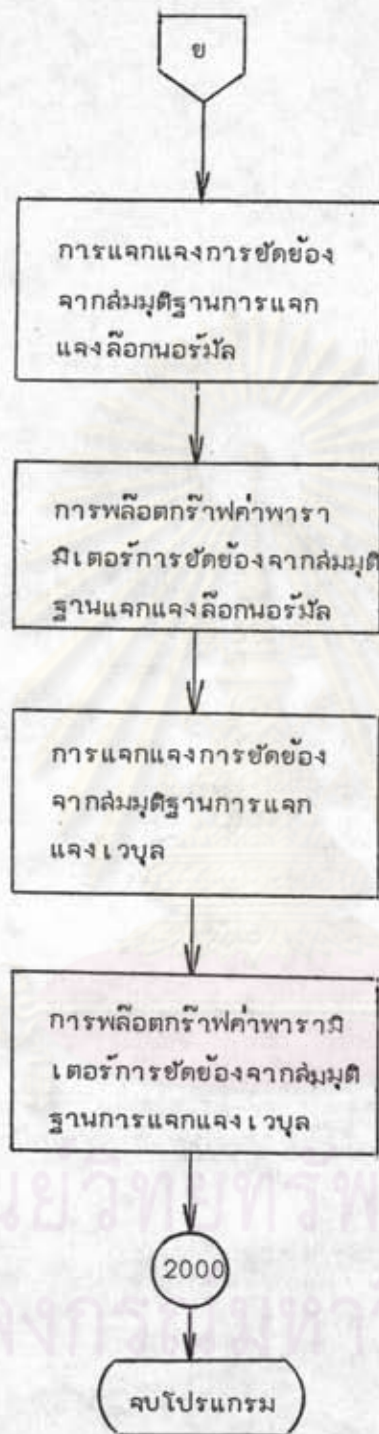 ข
การแจกแจงการขัดข้อง
จากสมมุติฐานการแจก
แจงล๊อกนอร์มัล
การพล๊อตกร๊าฟค่าพารา
มิเตอร์การขัดข้องจากสมมุติ
ฐานแจกแจงล๊อกนอร์มัล
การแจกแจงการขัดข้อง
จากสมมุติฐานการแจก
แจงเวบุล
การพล๊อตกร๊าฟค่าพารามิ
เตอร์การขัดข้องจากสมมุติ
ฐานการแจกแจงเวบุล
2000
จบโปรแกรม